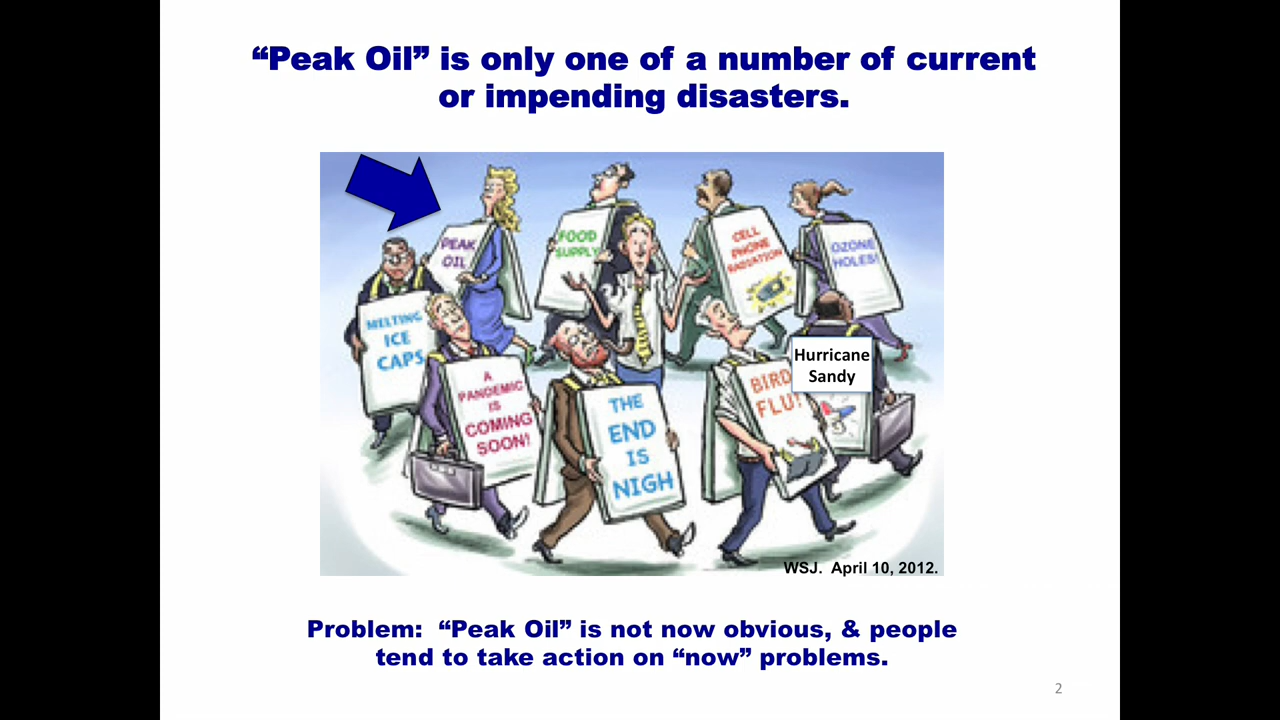 “Peak Oil” is only one of a number of current
or impending disasters.
PEAK
OIL
FOOD
SUPPLY
CELL
PHONE
RADIATION
OZONE
HOLES!
MELTING
ICE
CAPS
A
PANDEMIC
IS
COMING
SOON!
THE
END
IS
NIGH
BIRD
FLU!
Hurricane
Sandy
WSJ.  April 10, 2012.
Problem:  “Peak Oil” is not now obvious, & people
tend to take action on “now” problems.
2